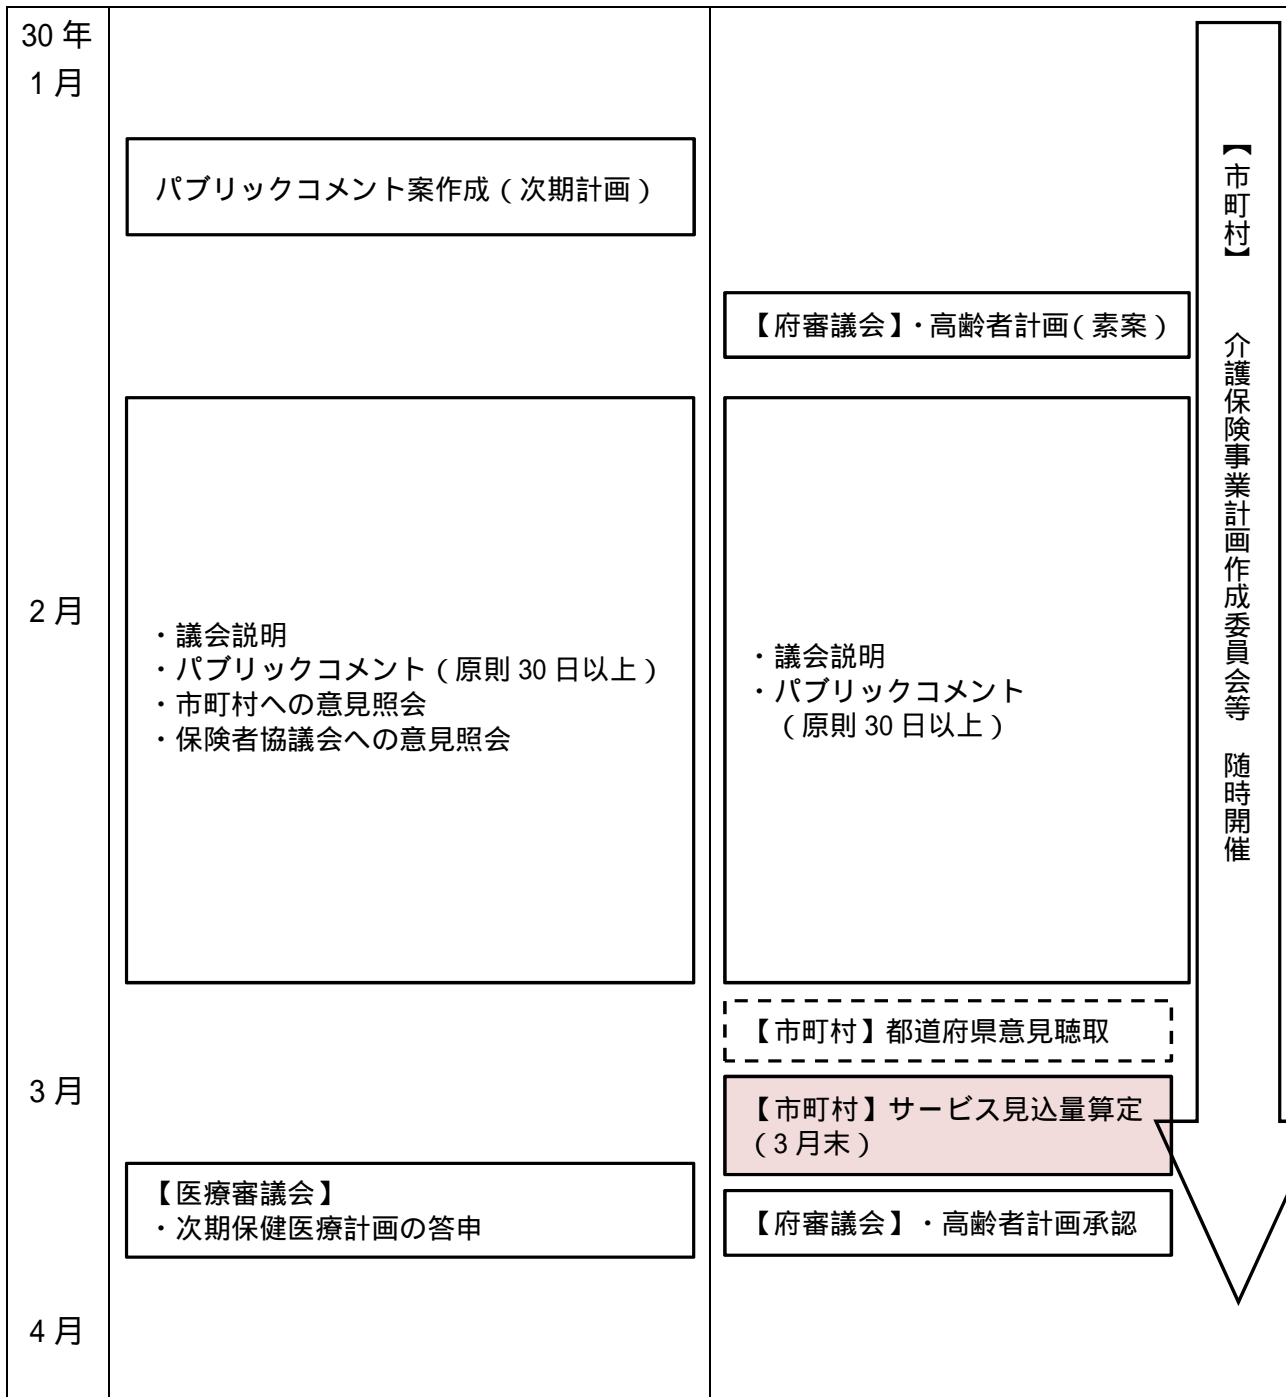 30年
1月
パブリックコメント案作成(次期計画)
【府審議会】・高齢者計画(素案)
2月
・議会説明
・パブリックコメント(原則30日以上)
・市町村への意見照会
・保険者協議会への意見照会
・議会説明
・パブリックコメント
(原則30日以上)
【市町村】都道府県意見聴取
3月
【市町村】サービス見込量算定
(3月末)
【医療審議会】
・次期保健医療計画の答申
【府審議会】・高齢者計画承認
4月
【市町村】 介護保険事業計画作成委員会等 随時開催